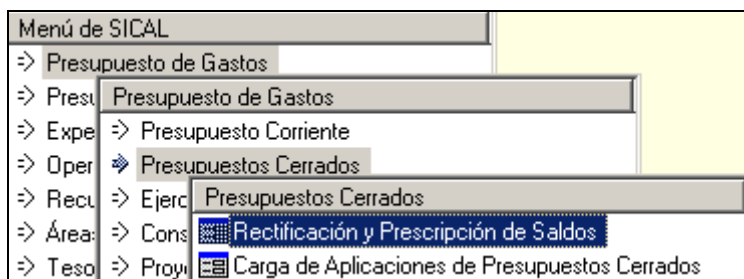 Menú de SICAL
Presupuesto de Gastos
Presu
Presupuesto de Gastos
Expe
Presupuesto Corriente
Oper
Presupuestos Cerrados
Recu
Ejerc
Presupuestos Cerrados
Área
Cons
Rectificación y Prescripción de Saldos
Teso
Proy
Carga de Aplicaciones de Presupuestos Cerrados